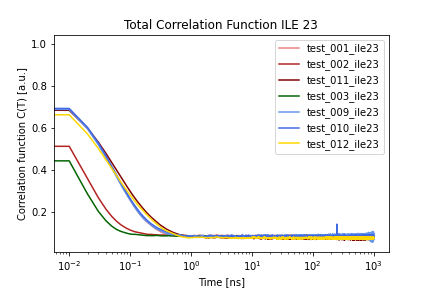 Total Correlation Function ILE 23
Correlation function C(T) [a.u.]
1.0
0.8
0.6
0.4
0.2
test_001_ile23
test_002_ile23
test_011_ile23
test_003_ile23
test_009_ile23
test_010_ile23
test_012_ile23
10⁻² 10⁻¹ 10⁰ 10¹ 10² 10³
Time [ns]